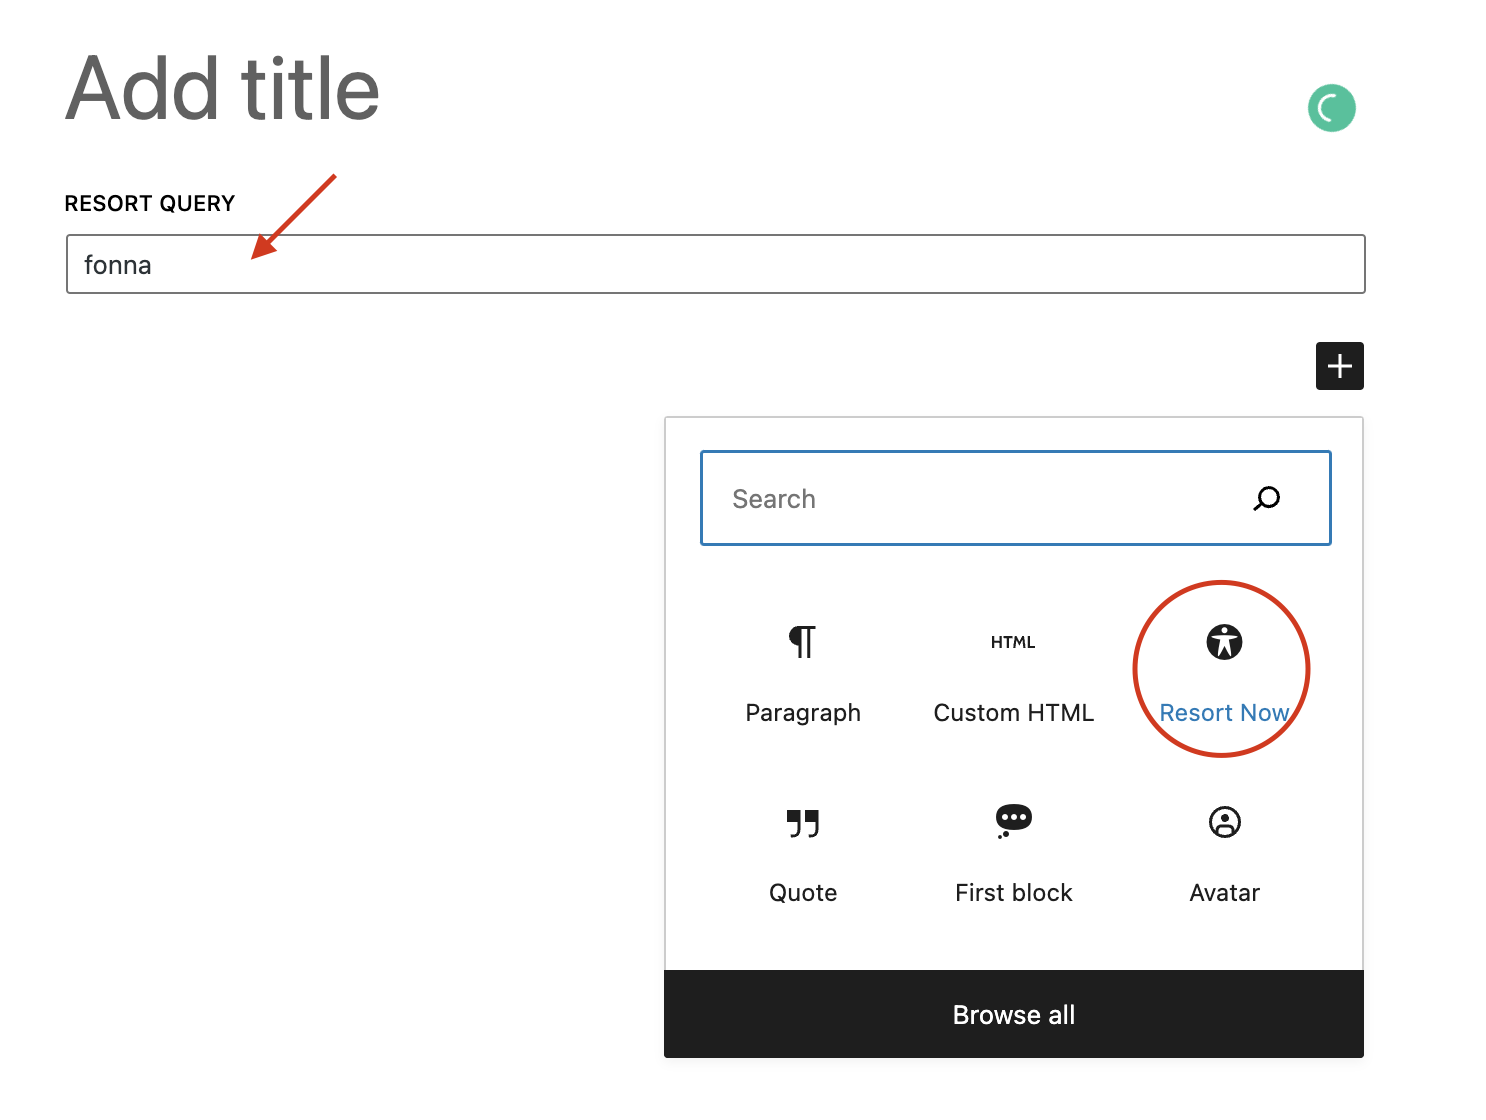 Add title
RESORT QUERY
fonna
Search
Paragraph
HTML
Custom HTML
Resort Now
Quote
First block
Avatar
Browse all